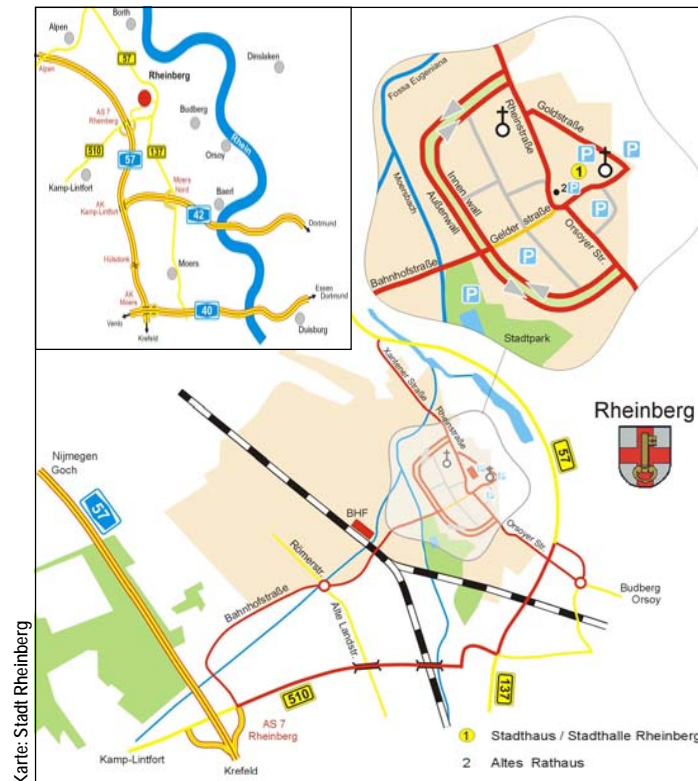 Borth
Alpen
57
Dinslaken
Alpen
Rheinberg
AS 7
Rheinberg
Budberg
Rhein
510
57
137
Orsoy
Kamp-Lintfort
Moers
Nord
Baerl
AK
Kamp-Lintfort
42
Dortmund
Hülsdonk
Moers
AK
Moers
Essen
Dortmund
40
Venlo
Krefeld
Duisburg
Fossa Eugeniana
Rheinstraße
Goldstraße
P
Moersbach
Innenwall
Außenwall
1
2 P
P
Gelderstraße
Orsoyer Str.
Bahnhofstraße
P
P
Stadtpark
Xantener Straße
Rheinstraße
Rheinberg
57
Nijmegen
Goch
57
BHF
Orsoyer Str.
Römerstr.
Bahnhofstraße
Alte Landstr.
Budberg
Orsoy
510
137
AS 7
Rheinberg
Kamp-Lintfort
Krefeld
1 Stadthaus / Stadthalle Rheinberg
2 Altes Rathaus
Karte: Stadt Rheinberg